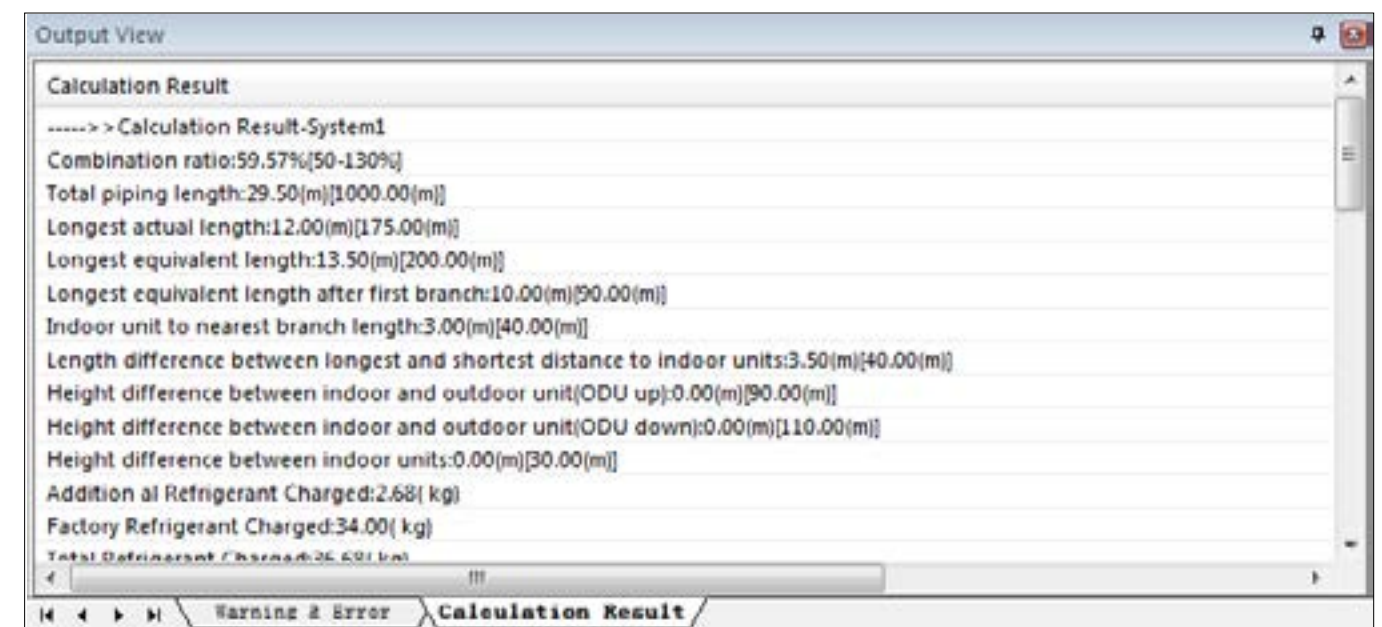 Output View
Calculation Result
----->>Calculation Result-System1
Combination ratio:59.57%[50-130%]
Total piping length:29.50(m)[1000.00(m)]
Longest actual length:12.00(m)[175.00(m)]
Longest equivalent length:13.50(m)[200.00(m)]
Longest equivalent length after first branch:10.00(m)[90.00(m)]
Indoor unit to nearest branch length:3.00(m)[40.00(m)]
Length difference between longest and shortest distance to indoor units:3.50(m)[40.00(m)]
Height difference between indoor and outdoor unit(ODU up):0.00(m)[90.00(m)]
Height difference between indoor and outdoor unit(ODU down):0.00(m)[110.00(m)]
Height difference between indoor units:0.00(m)[30.00(m)]
Addition al Refrigerant Charged:2.68( kg)
Factory Refrigerant Charged:34.00( kg)
Total Refrigerant Charged:36.68( kg)
Warning & Error
Calculation Result